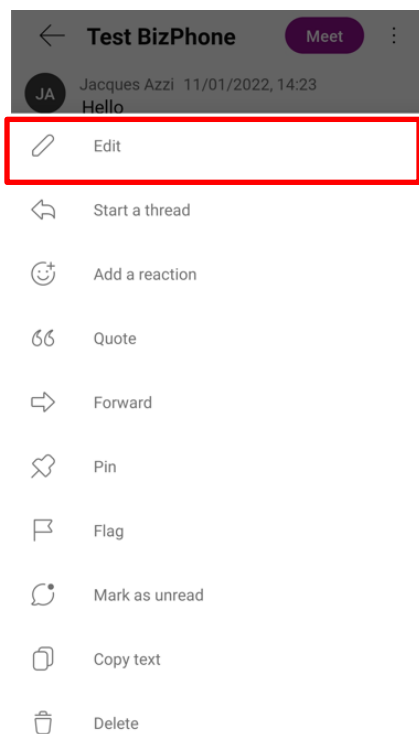 Test BizPhone Meet
JA Jacques Azzi 11/01/2022, 14:23
Hello
Edit
Start a thread
Add a reaction
Quote
Forward
Pin
Flag
Mark as unread
Copy text
Delete